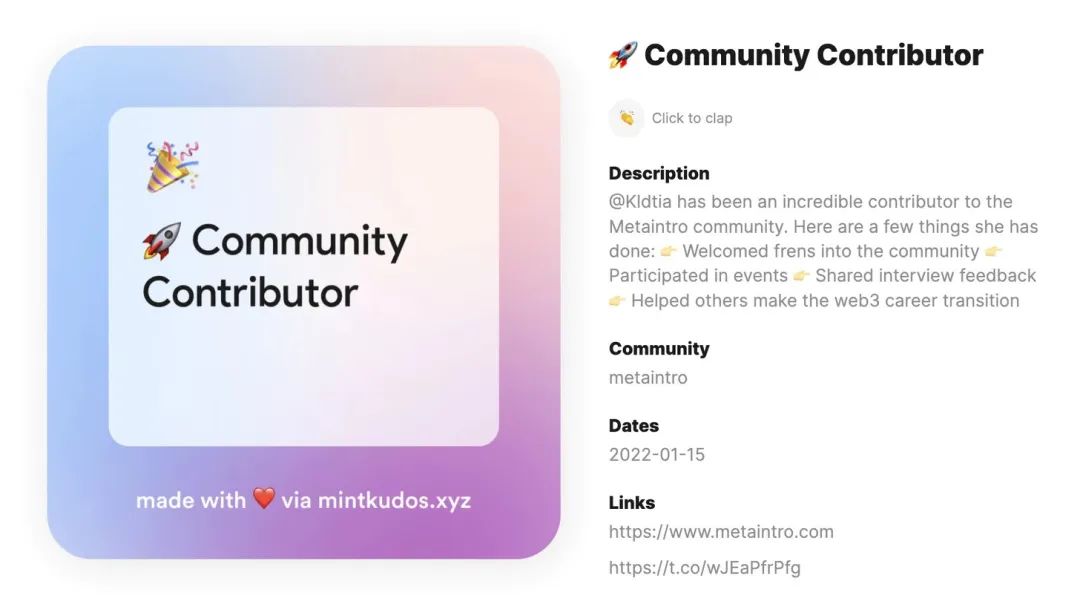 🎉
🚀 Community
Contributor
made with ❤️ via mintkudos.xyz
🚀 Community Contributor
👏 Click to clap
Description
@Kldtia has been an incredible contributor to the
Metaintro community. Here are a few things she has
done: 👉 Welcomed frens into the community 👉
Participated in events 👉 Shared interview feedback
👉 Helped others make the web3 career transition
Community
metaintro
Dates
2022-01-15
Links
https://www.metaintro.com
https://t.co/wJEaPfrPfg